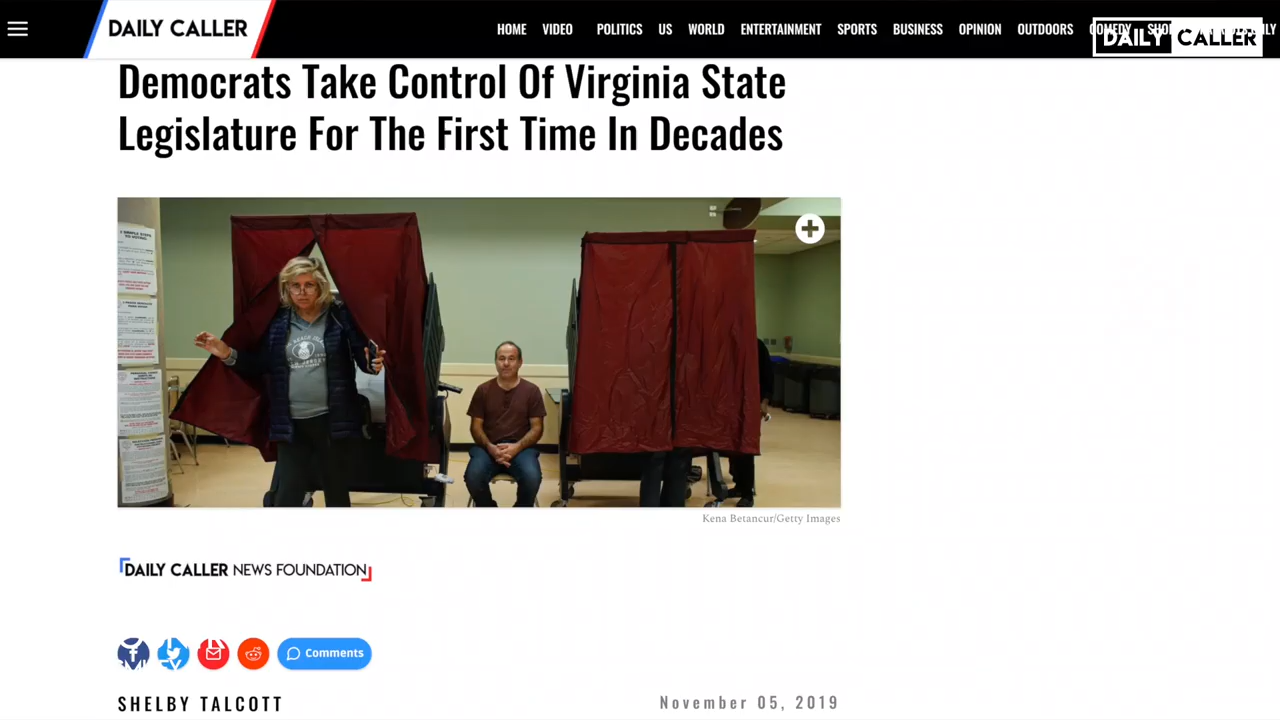 DAILY CALLER
HOME VIDEO POLITICS US WORLD ENTERTAINMENT SPORTS BUSINESS OPINION OUTDOORS COMEDY
DAILY CALLER
Democrats Take Control Of Virginia State
Legislature For The First Time In Decades
Kena Betancur/Getty Images
DAILY CALLER NEWS FOUNDATION
Comments
SHELBY TALCOTT
November 05, 2019